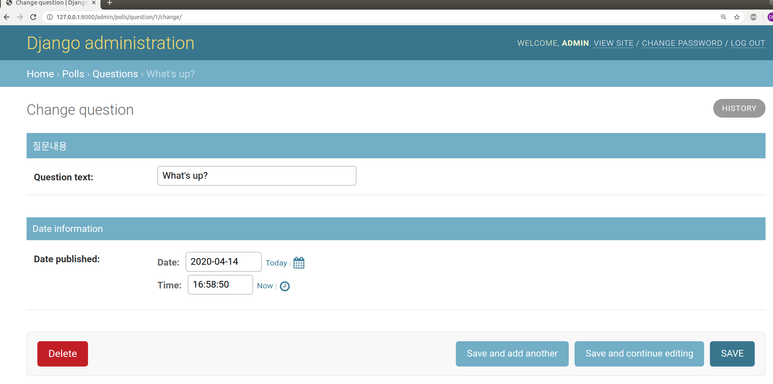 Change question | Djang
127.0.0.1:8000/admin/polls/question/1/change/
Django administration
WELCOME, ADMIN. VIEW SITE / CHANGE PASSWORD / LOG OUT
Home › Polls › Questions › What's up?
Change question
HISTORY
질문내용
Question text: What's up?
Date information
Date published:
Date: 2020-04-14 Today |
Time: 16:58:50 Now |
Delete Save and add another Save and continue editing SAVE